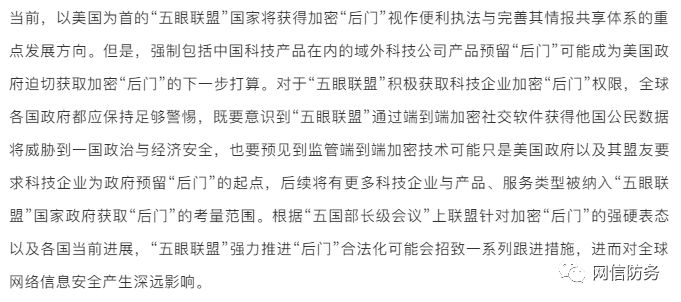 当前，以美国为首的“五眼联盟”国家将获得加密“后门”视作便利执法与完善其情报共享体系的重
点发展方向。但是，强制包括中国科技产品在内的域外科技公司产品预留“后门”可能成为美国政
府迫切获取加密“后门”的下一步打算。对于“五眼联盟”积极获取科技企业加密“后门”权限，全球
各国政府都应保持足够警惕，既要意识到“五眼联盟”通过端到端加密社交软件获得他国公民数据
将威胁到一国政治与经济安全，也要预见到监管端到端加密技术可能只是美国政府以及其盟友要
求科技企业为政府预留“后门”的起点，后续将有更多科技企业与产品、服务类型被纳入“五眼联
盟”国家政府获取“后门”的考量范围。根据“五国部长级会议”上联盟针对加密“后门”的强硬表态
以及各国当前进展，“五眼联盟”强力推进“后门”合法化可能会招致一系列跟进措施，进而对全球
网络信息安全产生深远影响。
网信防务